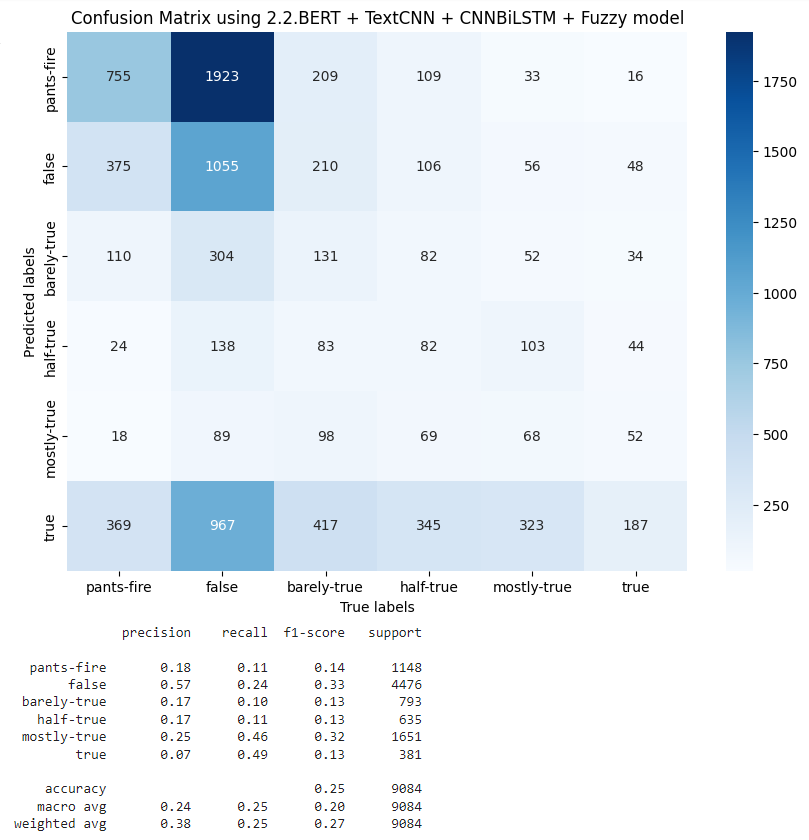 Confusion Matrix using 2.2.BERT + TextCNN + CNNBiLSTM + Fuzzy model
pants-fire 755 1923 209 109 33 16
false 375 1055 210 106 56 48
barely-true 110 304 131 82 52 34
half-true 24 138 83 82 103 44
mostly-true 18 89 98 69 68 52
true 369 967 417 345 323 187
Predicted labels
pants-fire false barely-true half-true mostly-true true
True labels
1750
1500
1250
1000
750
500
250
precision recall f1-score support
pants-fire 0.18 0.11 0.14 1148
false 0.57 0.24 0.33 4476
barely-true 0.17 0.10 0.13 793
half-true 0.17 0.11 0.13 635
mostly-true 0.25 0.46 0.32 1651
true 0.07 0.49 0.13 381
accuracy 0.25 9084
macro avg 0.24 0.25 0.20 9084
weighted avg 0.38 0.25 0.27 9084